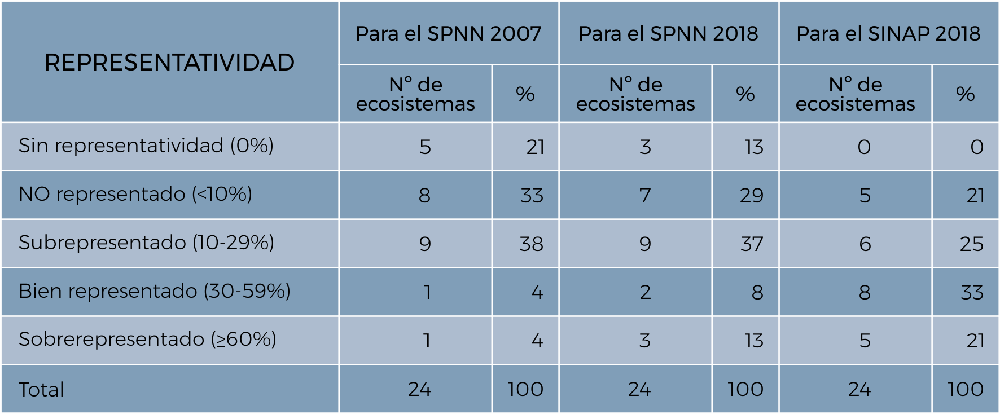 REPRESENTATIVIDAD
Para el SPNN 2007 Para el SPNN 2018 Para el SINAP 2018
Nº de ecosistemas % Nº de ecosistemas % Nº de ecosistemas %
Sin representatividad (0%) 5 21 3 13 0 0
NO representado (<10%) 8 33 7 29 5 21
Subrepresentado (10-29%) 9 38 9 37 6 25
Bien representado (30-59%) 1 4 2 8 8 33
Sobrerepresentado (≥60%) 1 4 3 13 5 21
Total 24 100 24 100 24 100